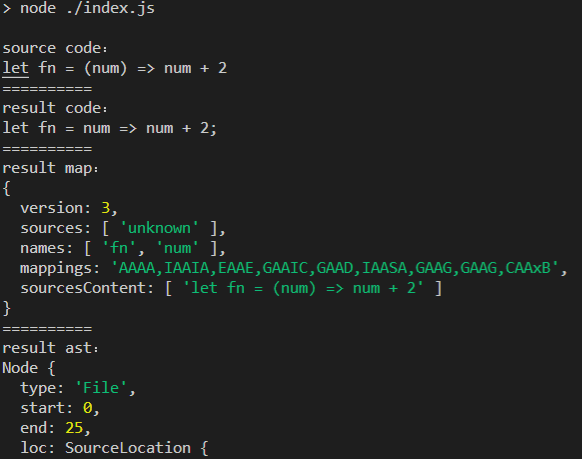 > node ./index.js
source code：
let fn = (num) => num + 2
==========
result code：
let fn = num => num + 2;
==========
result map：
{
  version: 3,
  sources: [ 'unknown' ],
  names: [ 'fn', 'num' ],
  mappings: 'AAAA,IAAIA,EAAE,GAAIC,GAAD,IAASA,GAAG,GAAG,CAAxB',
  sourcesContent: [ 'let fn = (num) => num + 2' ]
}
==========
result ast：
Node {
  type: 'File',
  start: 0,
  end: 25,
  loc: SourceLocation {